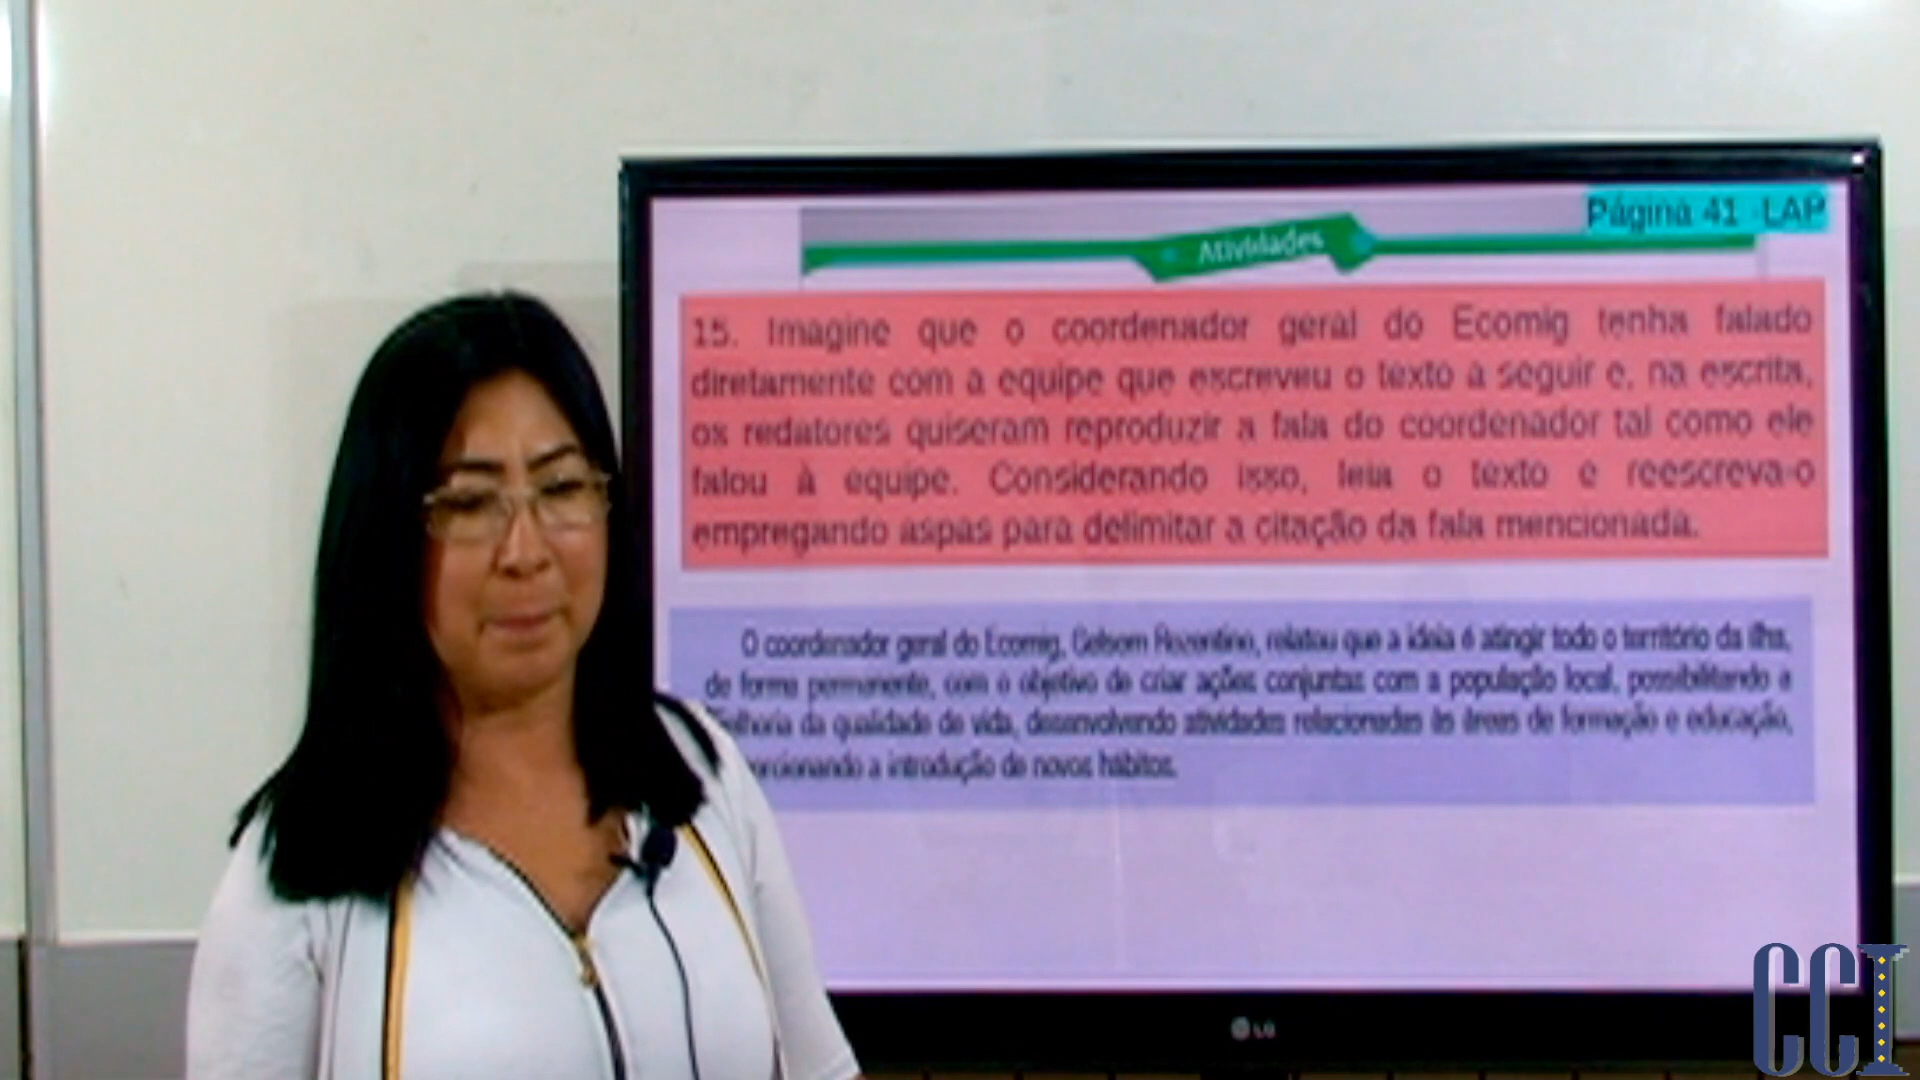 Página 41 LAP
Atividades
15. Imagine que o coordenador geral do Ecomig tenha falado
diretamente com a equipe que escreveu o texto a seguir e, na escrita,
os redatores quiseram reproduzir a fala do coordenador tal como ele
falou à equipe. Considerando isso, leia o texto e reescreva-o
empregando aspas para delimitar a citação da fala mencionada.
O coordenador geral do Ecomig, Gelsom Rozentino, relatou que a ideia é atingir todo o território da ilha,
de forma permanente, com o objetivo de criar ações conjuntas com a população local, possibilitando a
elhoria da qualidade de vida, desenvolvendo atividades relacionadas às áreas de formação e educação,
orcionando a introdução de novos hábitos.
LG
CCI